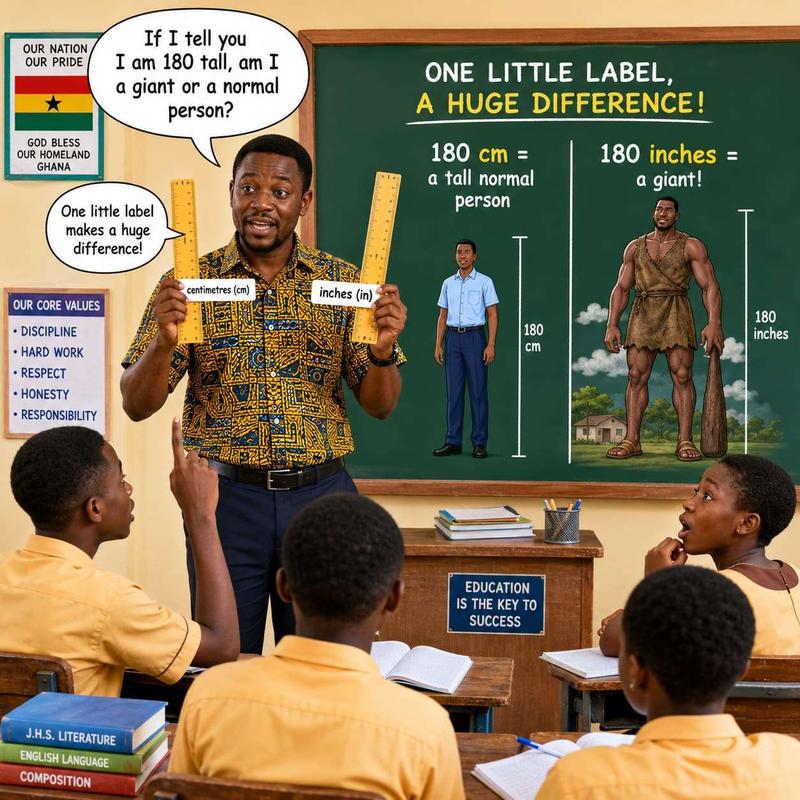 OUR NATION
OUR PRIDE
GOD BLESS
OUR HOMELAND
GHANA
If I tell you
I am 180 tall, am I
a giant or a normal
person?
One little label
makes a huge
difference!
centimetres (cm)
inches (in)
ONE LITTLE LABEL,
A HUGE DIFFERENCE!
180 cm =
a tall normal
person
180
cm
180 inches =
a giant!
180
inches
OUR CORE VALUES
• DISCIPLINE
• HARD WORK
• RESPECT
• HONESTY
• RESPONSIBILITY
EDUCATION
IS THE KEY TO
SUCCESS
J.H.S. LITERATURE
ENGLISH LANGUAGE
COMPOSITION